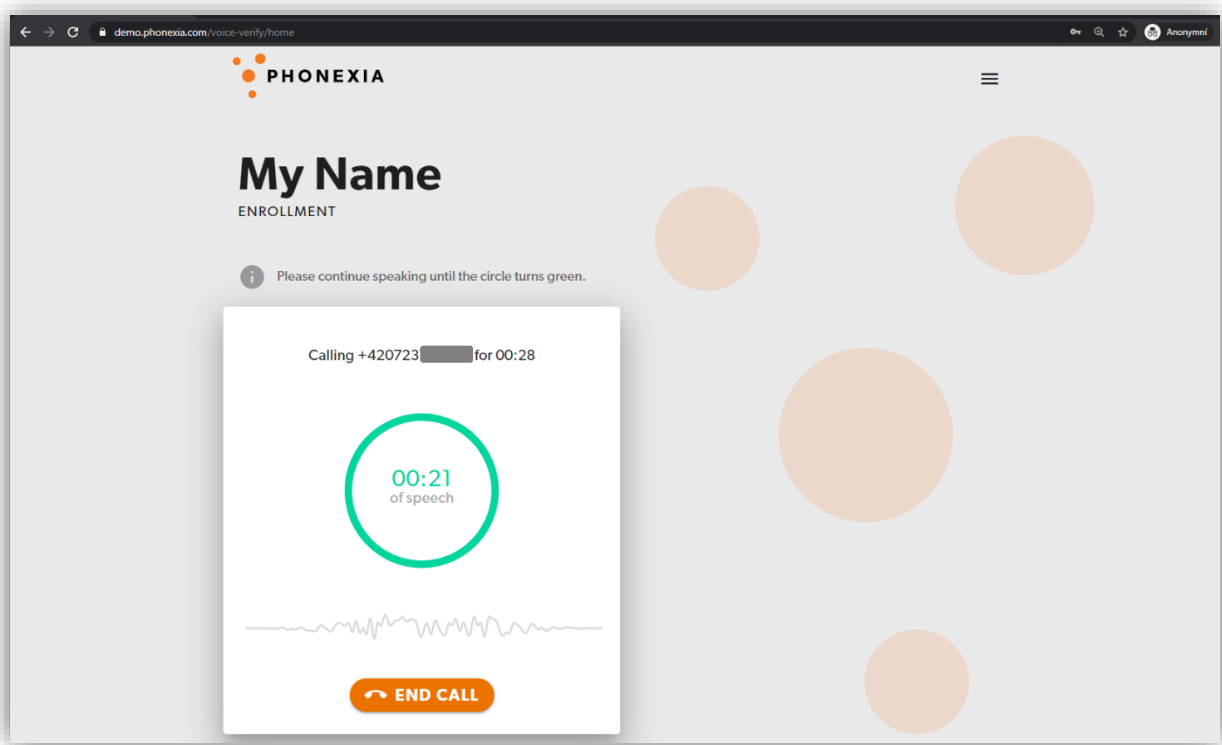 demo.phonexia.com/voice-verify/home
Anonymní
PHONEXIA
My Name
ENROLLMENT
i Please continue speaking until the circle turns green.
Calling +420723 for 00:28
00:21
of speech
END CALL